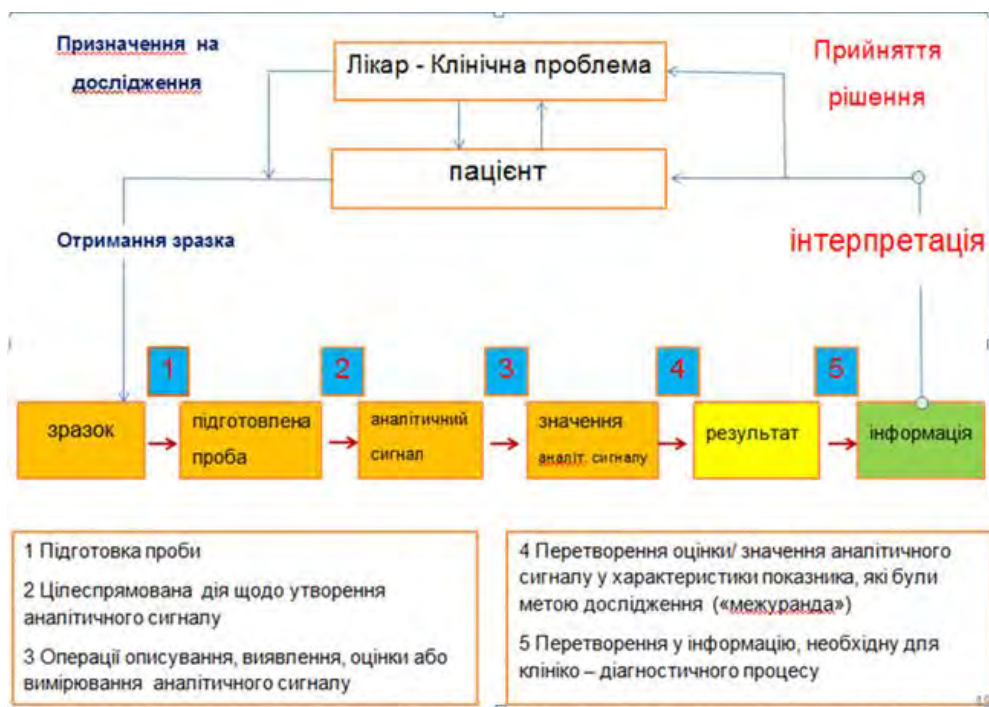 Призначення на
дослідження
Лікар - Клінічна проблема
Прийняття
рішення
пацієнт
Отримання зразка
інтерпретація
1
2
3
4
5
зразок
підготовлена
проба
аналітичний
сигнал
значення
аналіт. сигналу
результат
інформація
1 Підготовка проби
2 Цілеспрямована дія щодо утворення
аналітичного сигналу
3 Операції описування, виявлення, оцінки або
вимірювання аналітичного сигналу
4 Перетворення оцінки/ значення аналітичного
сигналу у характеристики показника, які були
метою дослідження («межуранда»)
5 Перетворення у інформацію, необхідну для
клініко – діагностичного процесу